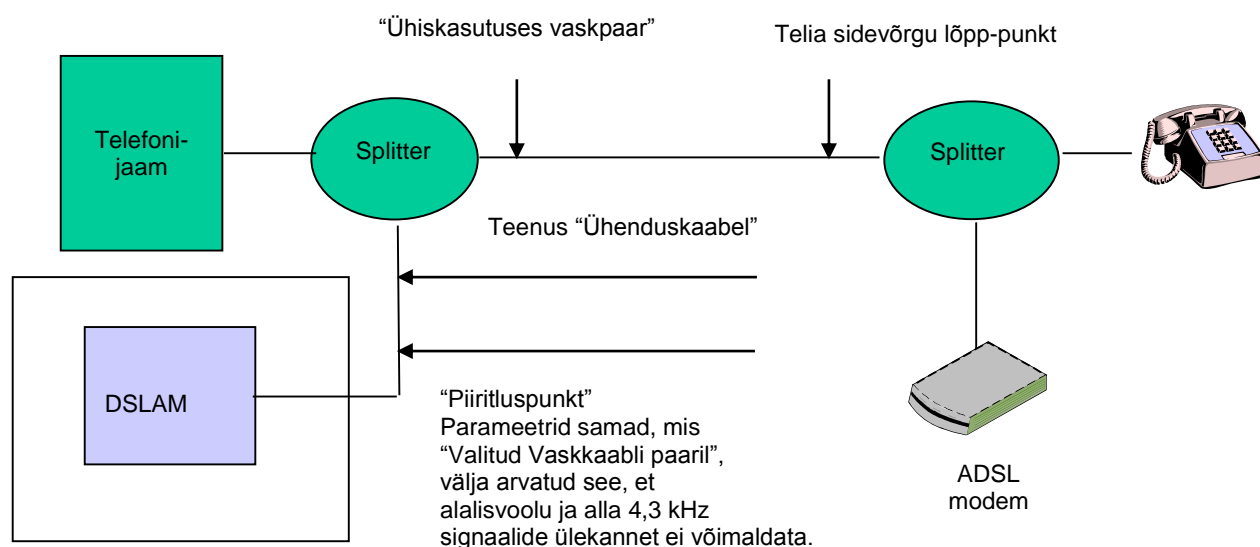 “Ühiskasutuses vaskpaar”
Telia sidevõrgu lõpp-punkt
Telefoni-
jaam
Splitter
Splitter
Teenus “Ühenduskaabel”
DSLAM
“Piiritluspunkt”
Parameetrid samad, mis
“Valitud Vaskkaabli paaril”,
välja arvatud see, et
alalisvoolu ja alla 4,3 kHz
signaalide ülekannet ei võimaldata.
ADSL
modem